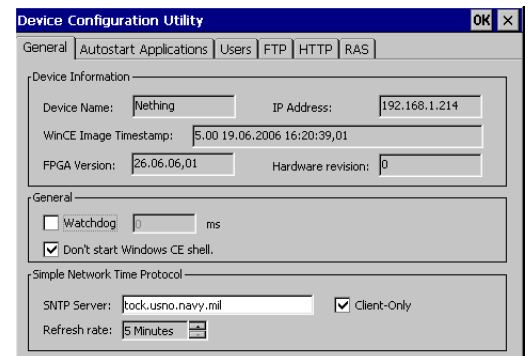 Device Configuration Utility OK ×
General Autostart Applications Users FTP HTTP RAS
Device Information
Device Name: Nething IP Address: 192.168.1.214
WinCE Image Timestamp: 5.00 19.06.2006 16:20:39,01
FPGA Version: 26.06.06,01 Hardware revision: 0
General
Watchdog 0 ms
Don't start Windows CE shell.
Simple Network Time Protocol
SNTP Server: tock.usno.navy.mil Client-Only
Refresh rate: 5 Minutes